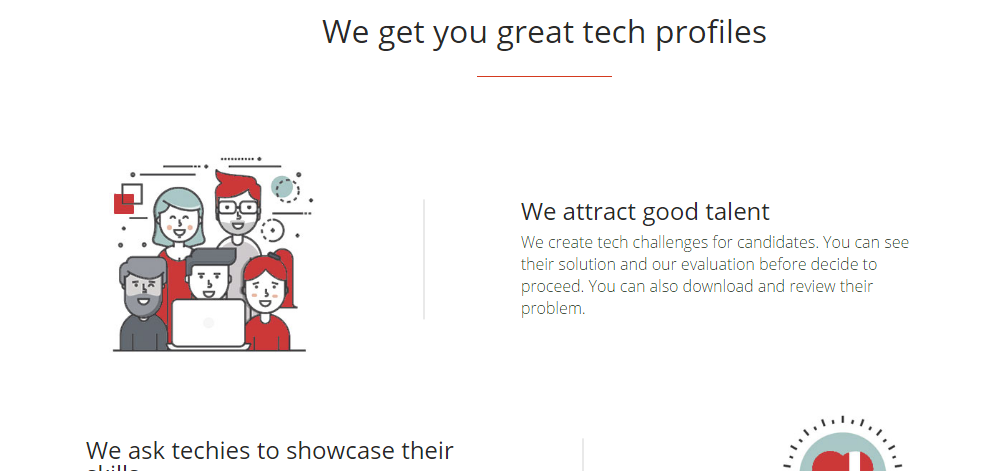 We get you great tech profiles
We attract good talent
We create tech challenges for candidates. You can see
their solution and our evaluation before decide to
proceed. You can also download and review their
problem.
We ask techies to showcase their
skills